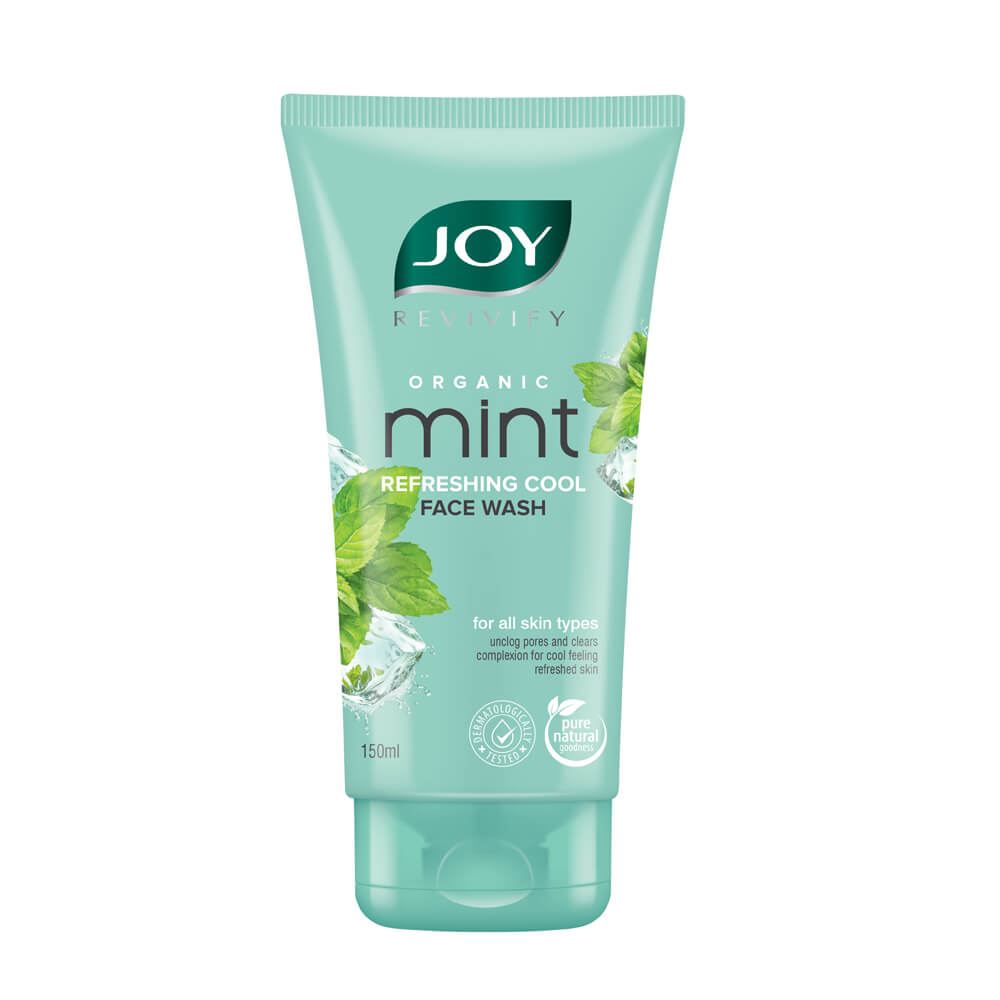 JOY
REVIVIFY
ORGANIC
mint
REFRESHING COOL
FACE WASH
for all skin types
unclog pores and clears
complexion for cool feeling
refreshed skin
DERMATOLOGICALLY
TESTED
pure
natural
goodness
150ml